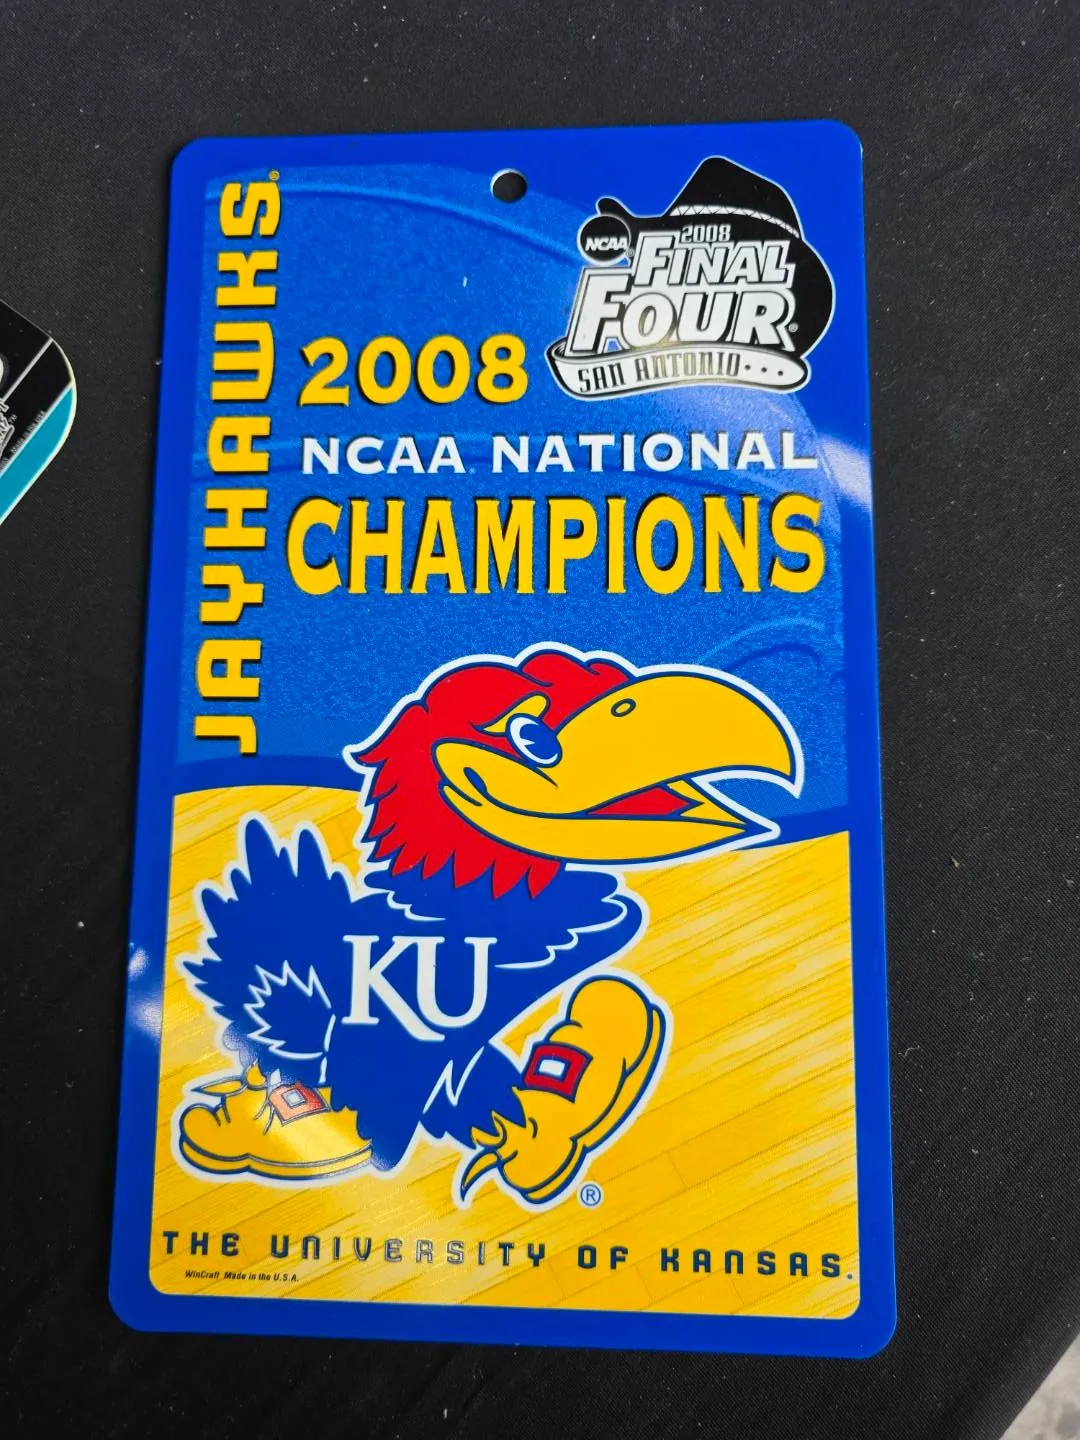 JAYHAWKS®
NCAA®
2008
FINAL
FOUR®
SAN ANTONIO...
2008
NCAA NATIONAL
CHAMPIONS
KU
®
THE UNIVERSITY OF KANSAS.
WinCraft Made in the U.S.A.